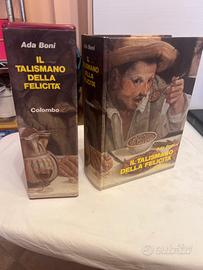 Ada Boni
IL
TALISMANO
DELLA
FELICITÀ
Colombo
IL TALISMANO
DELLA FELICITÀ
subito